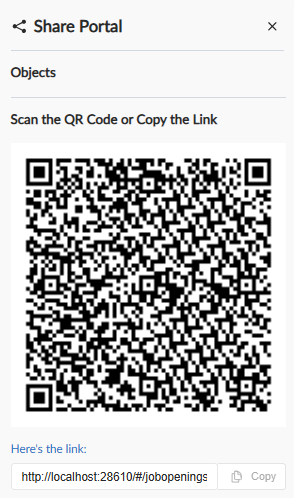 Share Portal
Objects
Scan the QR Code or Copy the Link
Here's the link:
http://localhost:28610/#/jobopenings
Copy